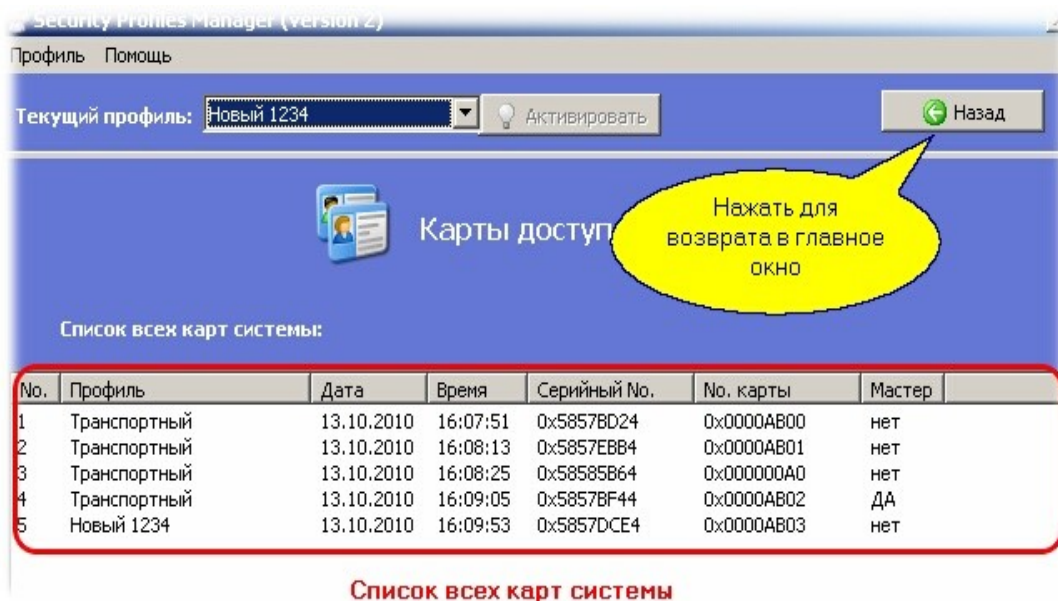 Security Profiles Manager (Version 2)
Профиль Помощь
Текущий профиль: Новый 1234 Активировать Назад
Нажать для
возврата в главное
окно
Карты доступ
Список всех карт системы:
No. Профиль Дата Время Серийный No. No. карты Мастер
1 Транспортный 13.10.2010 16:07:51 0x5857BD24 0x0000AB00 нет
2 Транспортный 13.10.2010 16:08:13 0x5857EBB4 0x0000AB01 нет
3 Транспортный 13.10.2010 16:08:25 0x58585B64 0x000000A0 нет
4 Транспортный 13.10.2010 16:09:05 0x5857BF44 0x0000AB02 ДА
5 Новый 1234 13.10.2010 16:09:53 0x5857DCE4 0x0000AB03 нет
Список всех карт системы